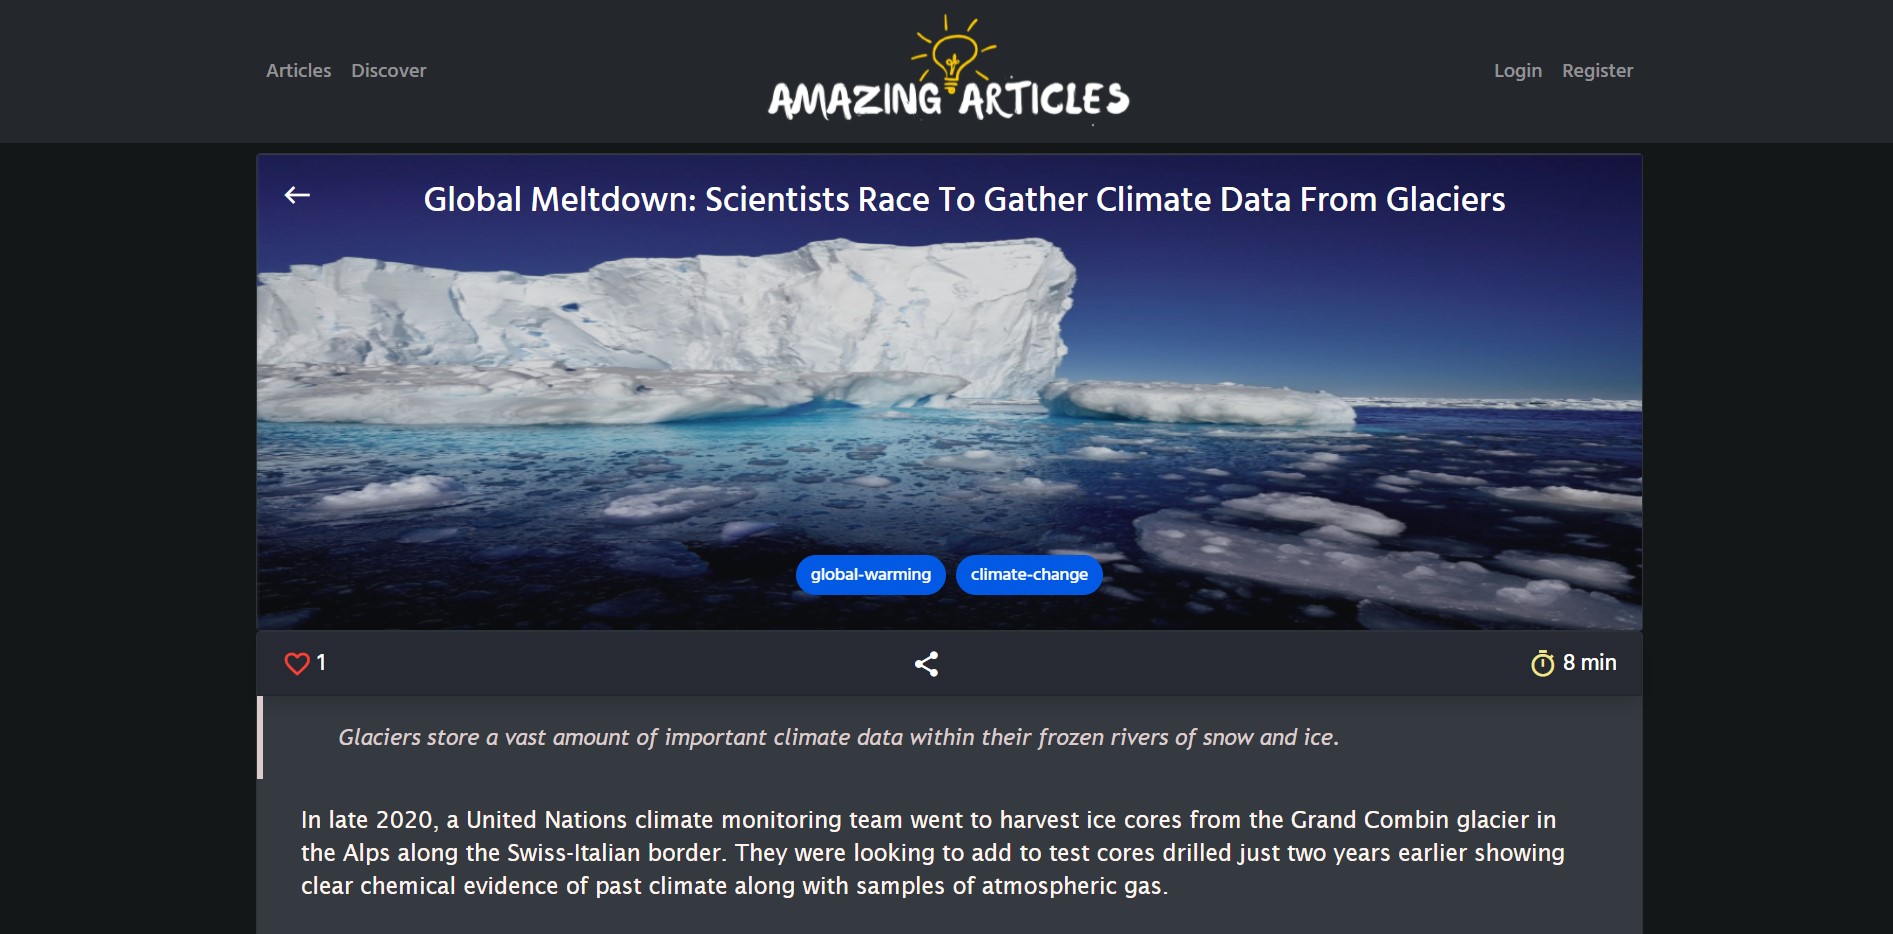 Articles Discover
AMAZING ARTICLES
Login Register
Global Meltdown: Scientists Race To Gather Climate Data From Glaciers
global-warming climate-change
1
8 min
Glaciers store a vast amount of important climate data within their frozen rivers of snow and ice.
In late 2020, a United Nations climate monitoring team went to harvest ice cores from the Grand Combin glacier in
the Alps along the Swiss-Italian border. They were looking to add to test cores drilled just two years earlier showing
clear chemical evidence of past climate along with samples of atmospheric gas.